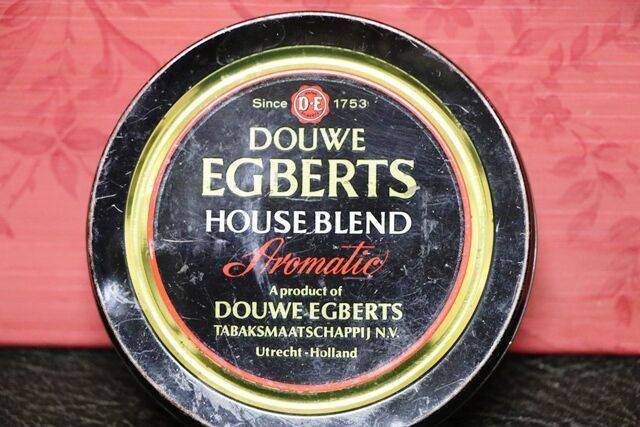 Since D·E 1753
DOUWE
EGBERTS
HOUSE BLEND
Aromatic
A product of
DOUWE-EGBERTS
TABAKSMAATSCHAPPIJ N.V.
Utrecht-Holland